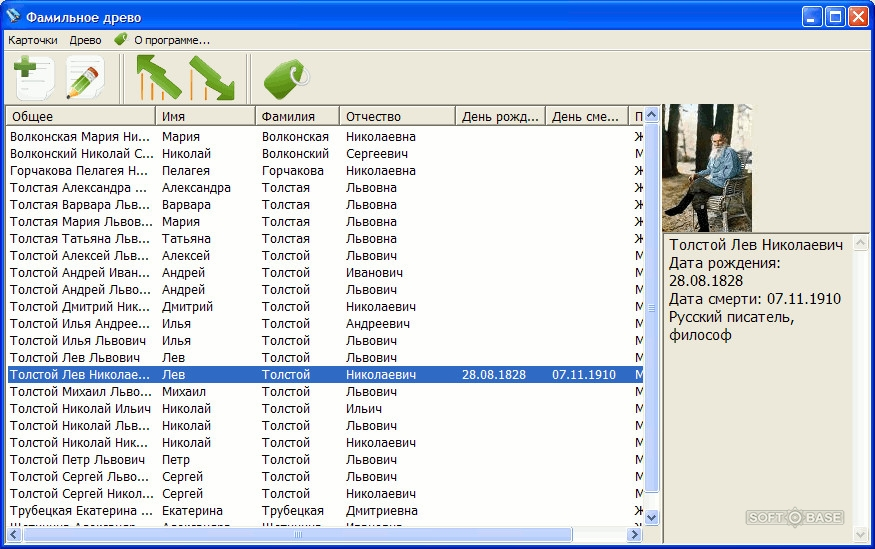 Фамильное древо
Карточки Древо О программе...
Общее Имя Фамилия Отчество День рожд... День сме... П
Волконская Мария Ни... Мария Волконская Николаевна Ж
Волконский Николай С... Николай Волконский Сергеевич М
Горчакова Пелагея Н... Пелагея Горчакова Николаевна Ж
Толстая Александра ... Александра Толстая Львовна Ж
Толстая Варвара Льв... Варвара Толстая Львовна Ж
Толстая Мария Львов... Мария Толстая Львовна Ж
Толстая Татьяна Льв... Татьяна Толстая Львовна Ж
Толстой Алексей Льв... Алексей Толстой Львович М
Толстой Андрей Иван... Андрей Толстой Иванович М
Толстой Андрей Льво... Андрей Толстой Львович М
Толстой Дмитрий Ник... Дмитрий Толстой Николаевич М
Толстой Илья Андрее... Илья Толстой Андреевич М
Толстой Илья Львович Илья Толстой Львович М
Толстой Лев Львович Лев Толстой Львович М
Толстой Лев Николае... Лев Толстой Николаевич 28.08.1828 07.11.1910 М
Толстой Михаил Льво... Михаил Толстой Львович М
Толстой Николай Ильич Николай Толстой Ильич М
Толстой Николай Льв... Николай Толстой Львович М
Толстой Николай Ник... Николай Толстой Николаевич М
Толстой Петр Львович Петр Толстой Львович М
Толстой Сергей Льво... Сергей Толстой Львович М
Толстой Сергей Никол... Сергей Толстой Николаевич М
Трубецкая Екатерина ... Екатерина Трубецкая Дмитриевна Ж
Толстой Лев Николаевич
Дата рождения:
28.08.1828
Дата смерти: 07.11.1910
Русский писатель,
философ
SOFT BASE